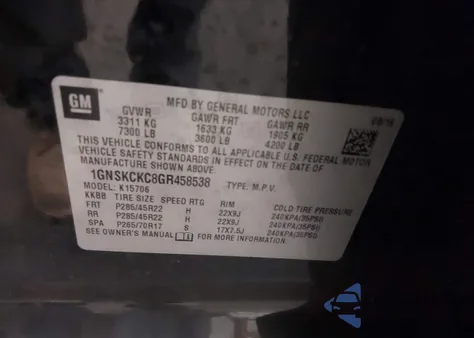 GM
MFD BY GENERAL MOTORS LLC
GVWR GAWR FRT GAWR RR
3311 KG 1633 KG 1905 KG
7300 LB 3600 LB 4200 LB
THIS VEHICLE CONFORMS TO ALL APPLICABLE U.S. FEDERAL MOTOR
VEHICLE SAFETY STANDARDS IN EFFECT ON THE DATE OF
MANUFACTURE SHOWN ABOVE.
1GNSKCKC8GR458538 TYPE: M.P.V.
MODEL: K15706
KKBB TIRE SIZE SPEED RTG RIM COLD TIRE PRESSURE
FRT P285/45R22 H 22X9J 240KPA(35PSI)
RR P285/45R22 H 22X9J 240KPA(35PSI)
SPA P265/70R17 S 17X7.5J 240KPA(35PSI)
SEE OWNER'S MANUAL FOR MORE INFORMATION.